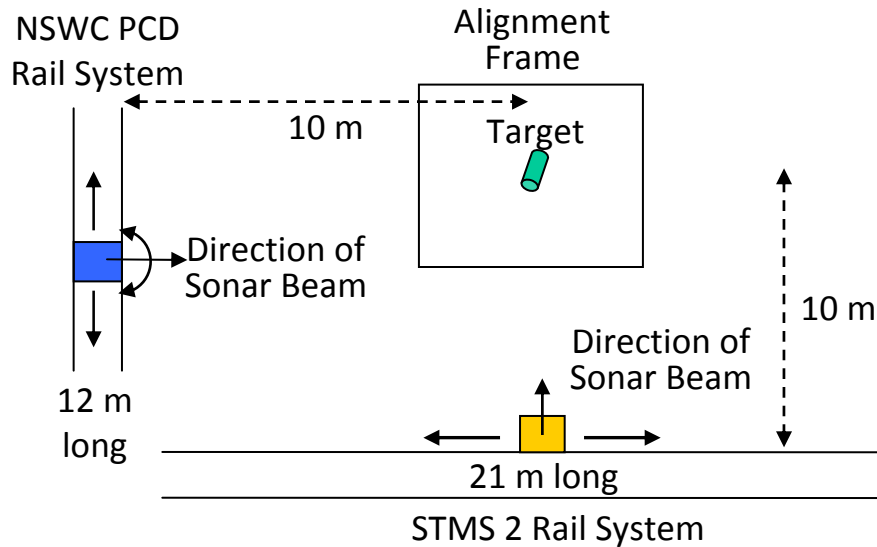 NSWC PCD
Rail System
Alignment
Frame
10 m
Target
Direction of
Sonar Beam
10 m
Direction of
Sonar Beam
12 m
long
21 m long
STMS 2 Rail System